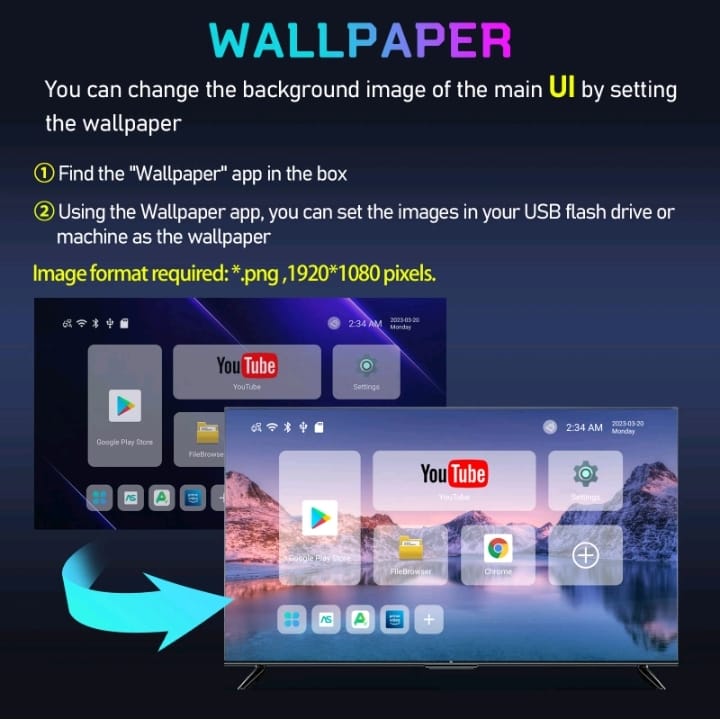 WALLPAPER
You can change the background image of the main UI by setting
the wallpaper
① Find the "Wallpaper" app in the box
② Using the Wallpaper app, you can set the images in your USB flash drive or
machine as the wallpaper
Image format required: *.png ,1920*1080 pixels.
2:34 AM
2023-03-20
Monday
YouTube
YouTube
Settings
Google Play Store
FileBrowse
2:34 AM
2023-03-20
Monday
YouTube
YouTube
Settings
Google Play Store
FileBrowser
Chrome